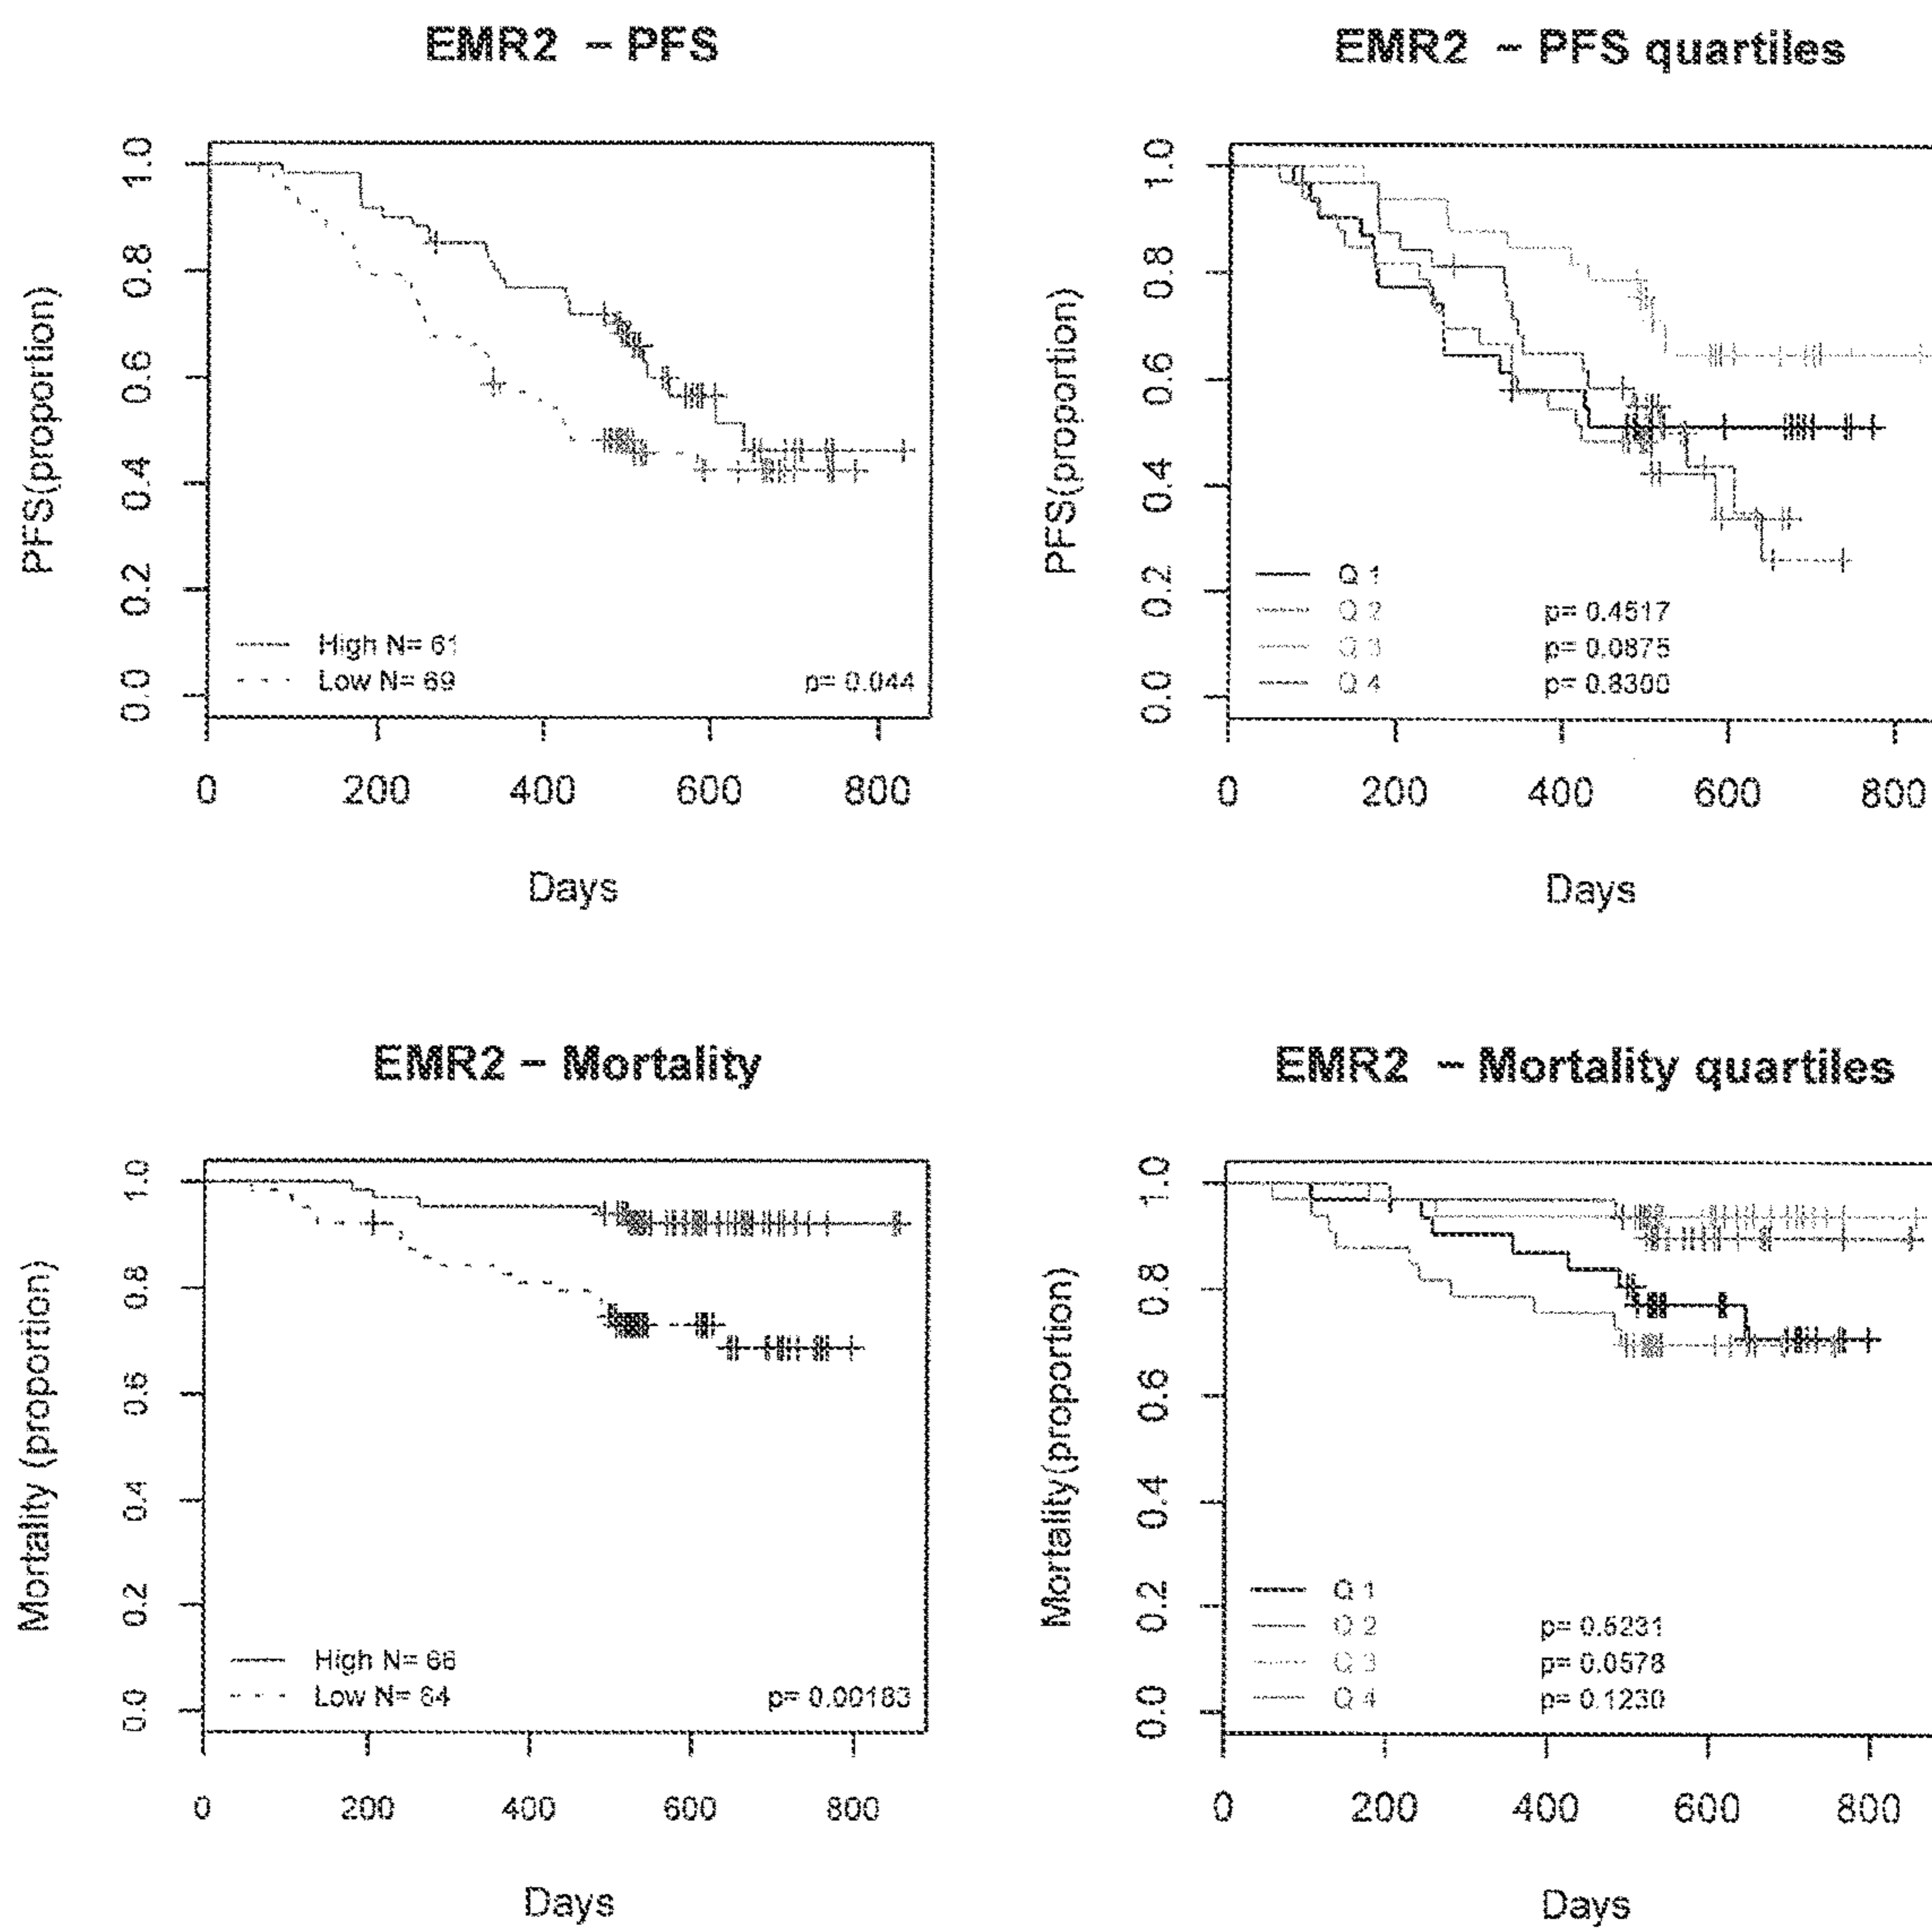 EMR2 – PFS
PFS(proportion)
1.0
0.8
0.6
0.4
0.2
0.0
High N= 61
Low N= 69
p= 0.044
0 200 400 600 800
Days
EMR2 – PFS quartiles
PFS(proportion)
1.0
0.8
0.6
0.4
0.2
0.0
Q 1
Q 2 p= 0.4517
Q 3 p= 0.0875
Q 4 p= 0.8300
0 200 400 600 800
Days
EMR2 – Mortality
Mortality (proportion)
1.0
0.8
0.6
0.4
0.2
0.0
High N= 66
Low N= 64
p= 0.00183
0 200 400 600 800
Days
EMR2 – Mortality quartiles
Mortality(proportion)
1.0
0.8
0.6
0.4
0.2
0.0
Q 1
Q 2 p= 0.5231
Q 3 p= 0.0578
Q 4 p= 0.1230
0 200 400 600 800
Days